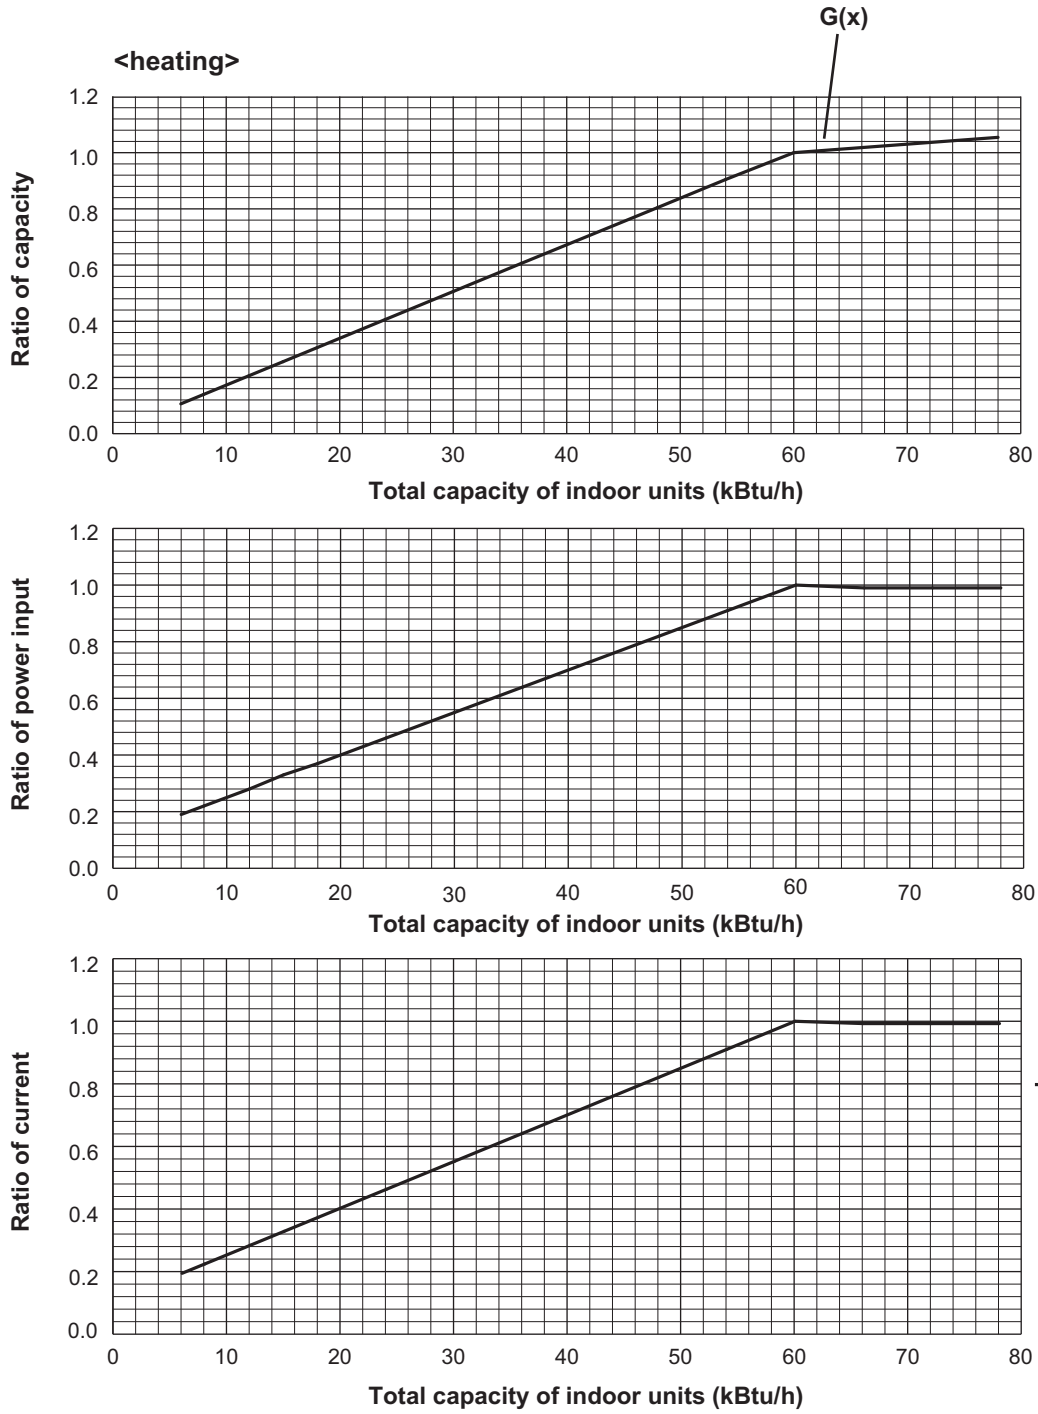 G(x)
<heating>
Ratio of capacity
1.2
1.0
0.8
0.6
0.4
0.2
0.0
0 10 20 30 40 50 60 70 80
Total capacity of indoor units (kBtu/h)
Ratio of power input
1.2
1.0
0.8
0.6
0.4
0.2
0.0
0 10 20 30 40 50 60 70 80
Total capacity of indoor units (kBtu/h)
Ratio of current
1.2
1.0
0.8
0.6
0.4
0.2
0.0
0 10 20 30 40 50 60 70 80
Total capacity of indoor units (kBtu/h)